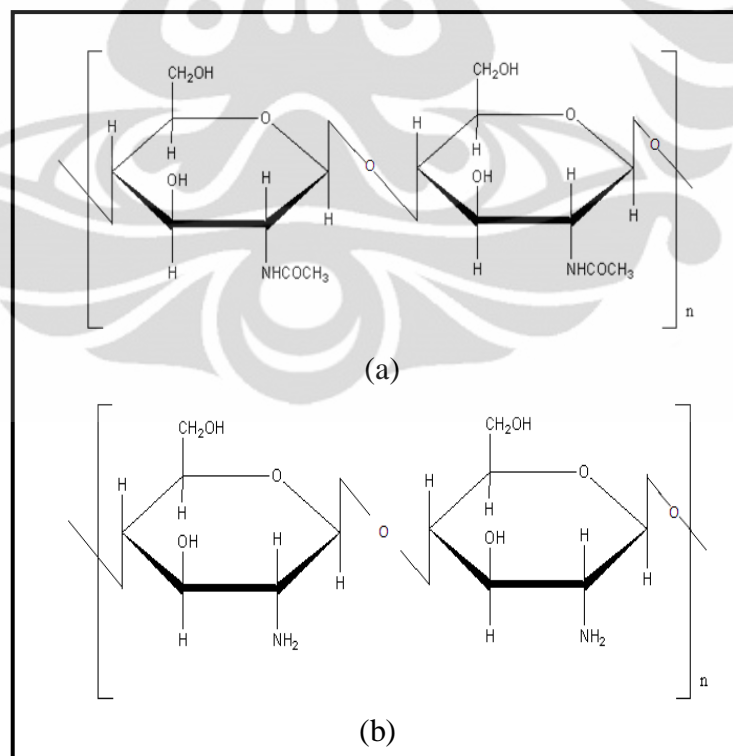 CH₂OH CH₂OH
H O H O O
H O H
OH H OH H
H H
H NHCOCH₃ H NHCOCH₃
n
(a)
CH₂OH CH₂OH
H O H O
H O H O
OH H OH H
H H
H NH₂ H NH₂
n
(b)